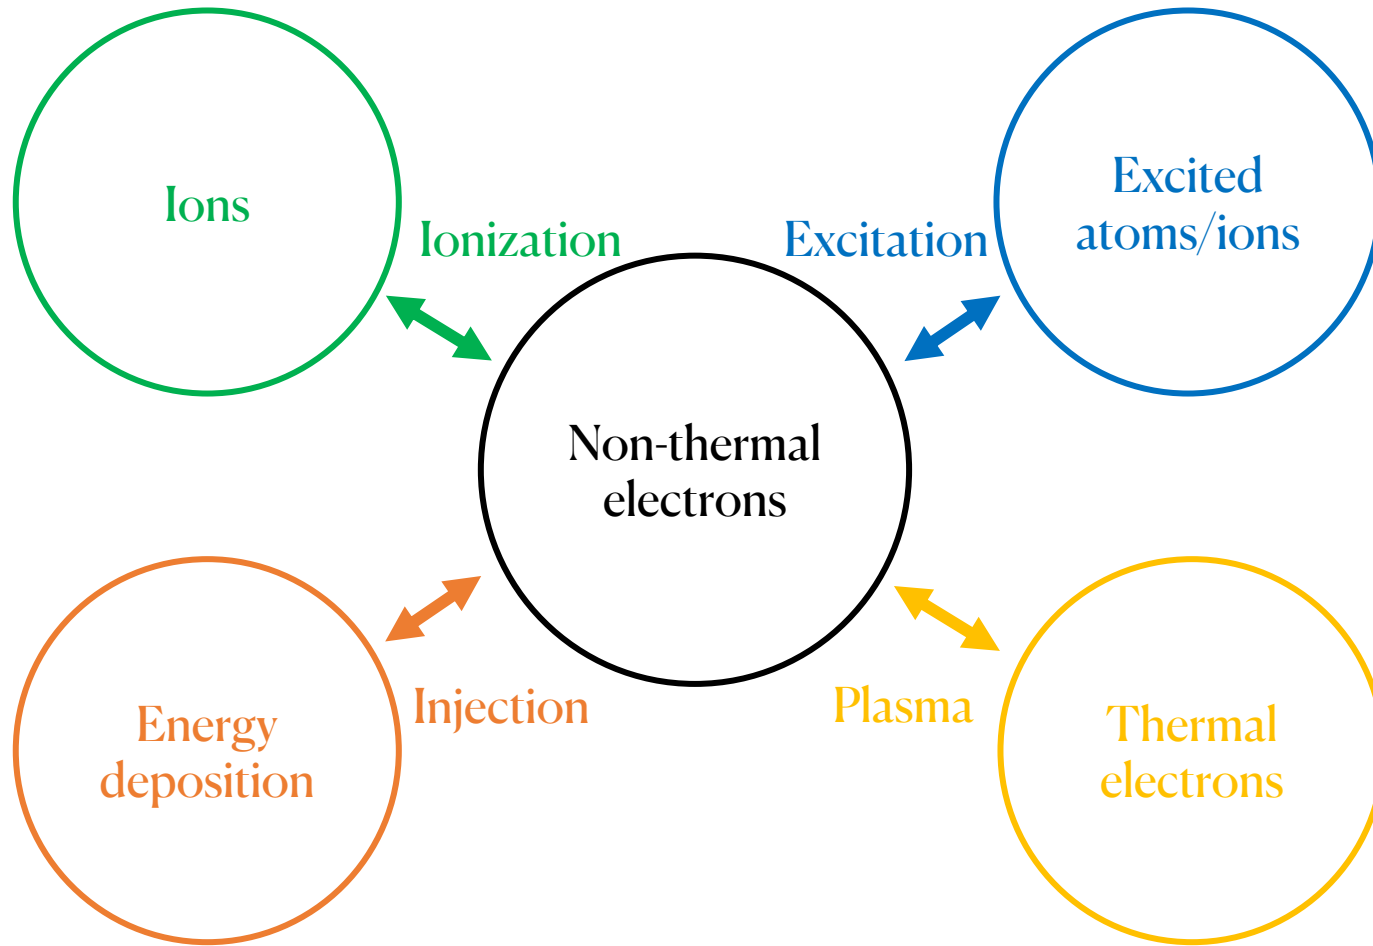 Ions
Ionization
Excitation
Excited
atoms/ions
Non-thermal
electrons
Energy
deposition
Injection
Plasma
Thermal
electrons